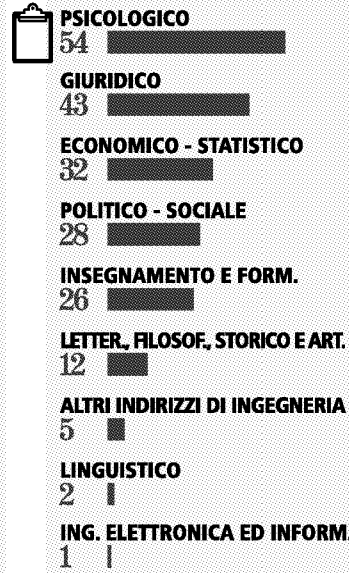 PSICOLOGICO
54
GIURIDICO
43
ECONOMICO - STATISTICO
32
POLITICO - SOCIALE
28
INSEGNAMENTO E FORM.
26
LETTER., FILOSOF., STORICO E ART.
12
ALTRI INDIRIZZI DI INGEGNERIA
5
LINGUISTICO
2
ING. ELETTRONICA ED INFORM.
1